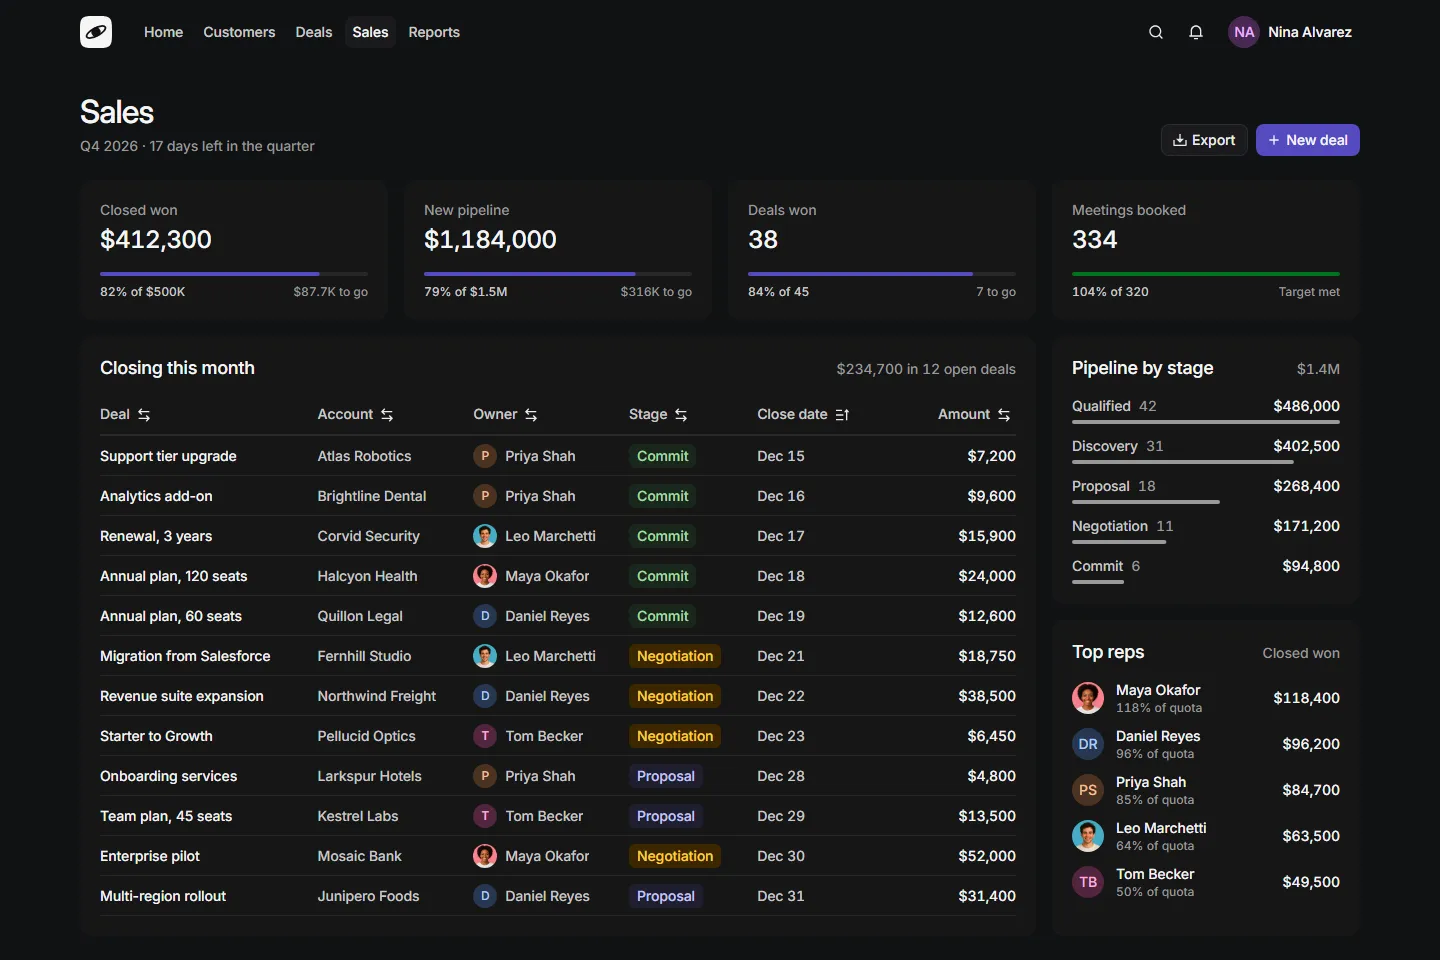 Home Customers Deals Sales Reports NA Nina Alvarez
Sales
Q4 2026 · 17 days left in the quarter
Export + New deal
Closed won
$412,300
82% of $500K $87.7K to go
New pipeline
$1,184,000
79% of $1.5M $316K to go
Deals won
38
84% of 45 7 to go
Meetings booked
334
104% of 320 Target met
Closing this month $234,700 in 12 open deals
Deal Account Owner Stage Close date Amount
Support tier upgrade Atlas Robotics P Priya Shah Commit Dec 15 $7,200
Analytics add-on Brightline Dental P Priya Shah Commit Dec 16 $9,600
Renewal, 3 years Corvid Security Leo Marchetti Commit Dec 17 $15,900
Annual plan, 120 seats Halcyon Health Maya Okafor Commit Dec 18 $24,000
Annual plan, 60 seats Quillon Legal D Daniel Reyes Commit Dec 19 $12,600
Migration from Salesforce Fernhill Studio Leo Marchetti Negotiation Dec 21 $18,750
Revenue suite expansion Northwind Freight D Daniel Reyes Negotiation Dec 22 $38,500
Starter to Growth Pellucid Optics T Tom Becker Negotiation Dec 23 $6,450
Onboarding services Larkspur Hotels P Priya Shah Proposal Dec 28 $4,800
Team plan, 45 seats Kestrel Labs T Tom Becker Proposal Dec 29 $13,500
Enterprise pilot Mosaic Bank Maya Okafor Negotiation Dec 30 $52,000
Multi-region rollout Junipero Foods D Daniel Reyes Proposal Dec 31 $31,400
Pipeline by stage $1.4M
Qualified 42 $486,000
Discovery 31 $402,500
Proposal 18 $268,400
Negotiation 11 $171,200
Commit 6 $94,800
Top reps Closed won
Maya Okafor $118,400
118% of quota
DR Daniel Reyes $96,200
96% of quota
PS Priya Shah $84,700
85% of quota
Leo Marchetti $63,500
64% of quota
TB Tom Becker $49,500
50% of quota